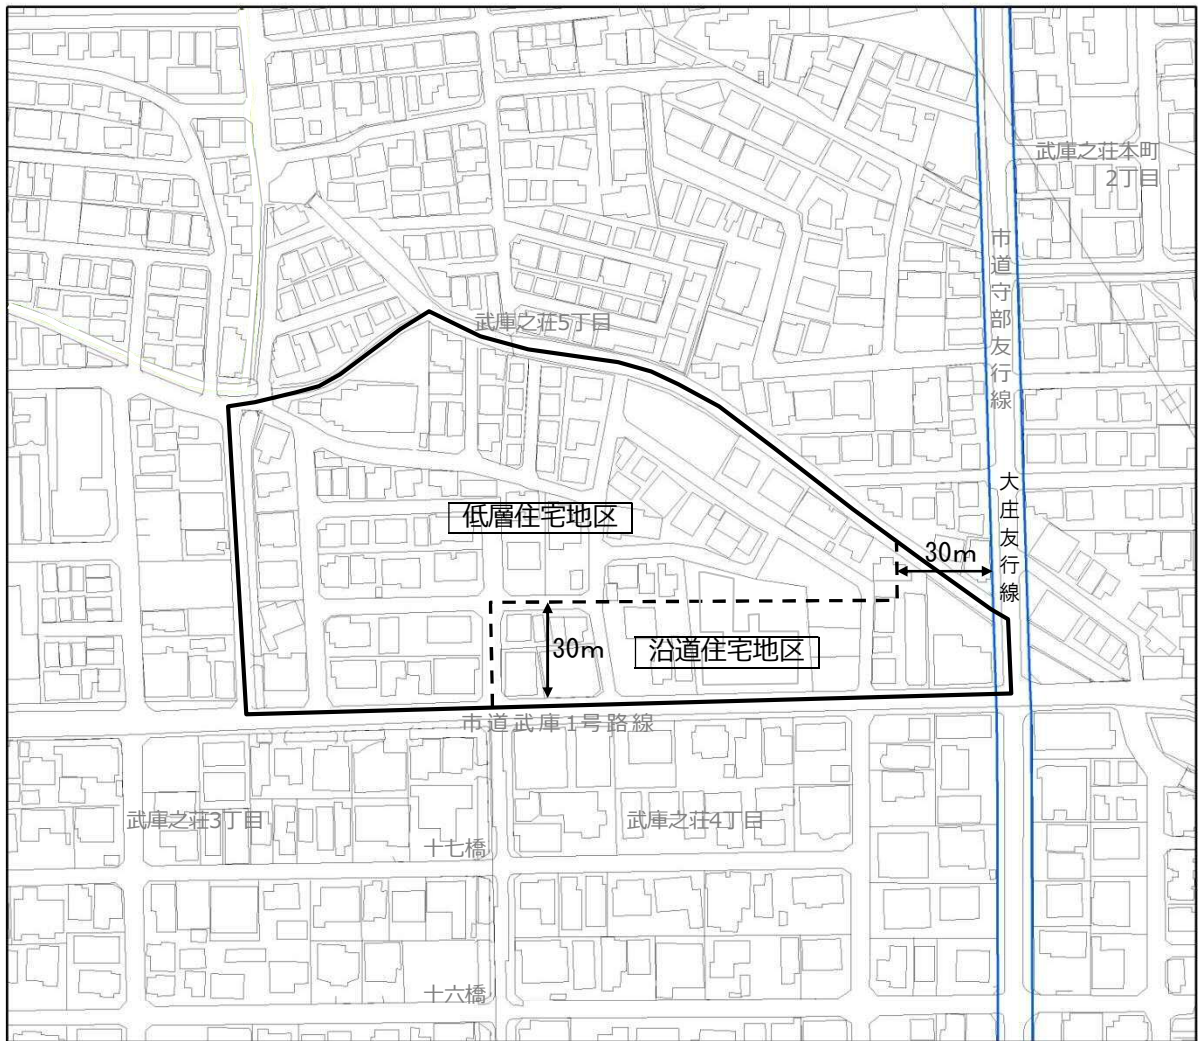 武庫之荘本町
2丁目
市道守部友行線
武庫之荘5丁目
大庄友行線
低層住宅地区
30m
30m
沿道住宅地区
市道武庫1号路線
武庫之荘3丁目
武庫之荘4丁目
十七橋
十六橋